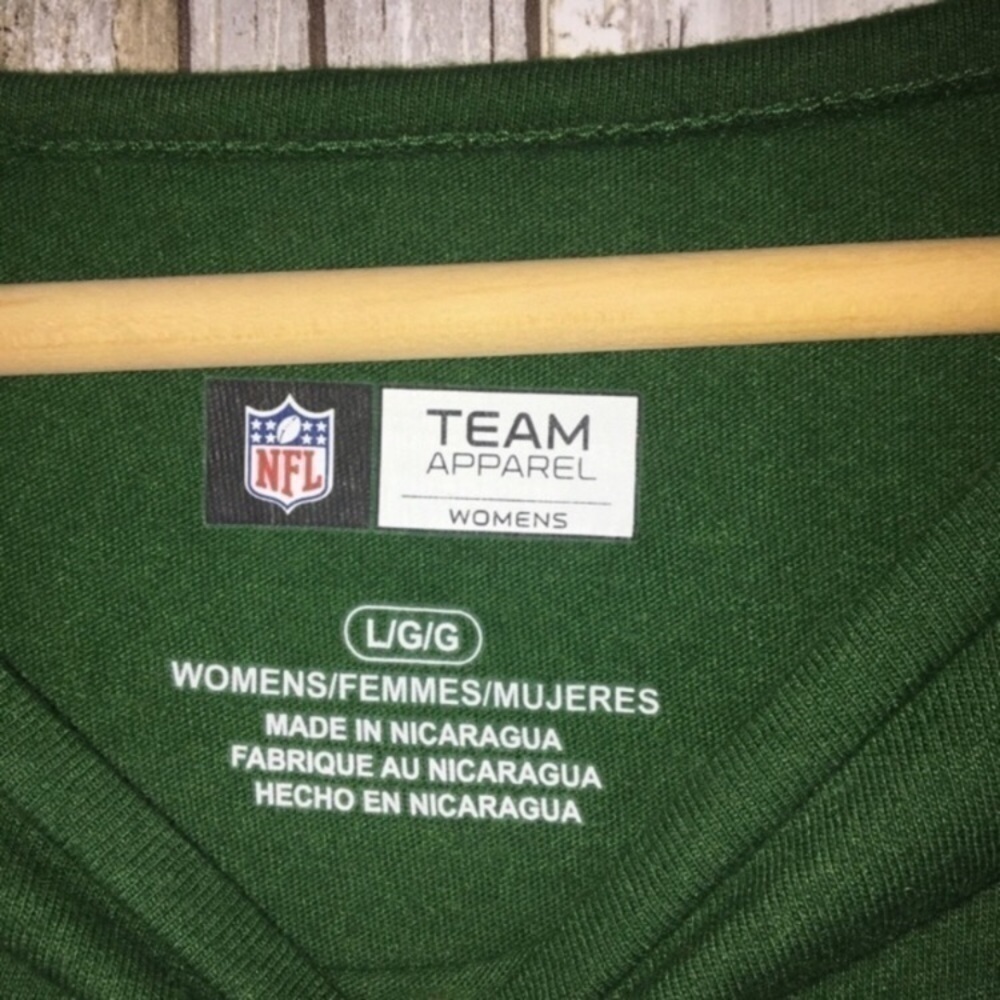 NFL
TEAM
APPAREL
WOMENS
L/G/G
WOMENS/FEMMES/MUJERES
MADE IN NICARAGUA
FABRIQUE AU NICARAGUA
HECHO EN NICARAGUA